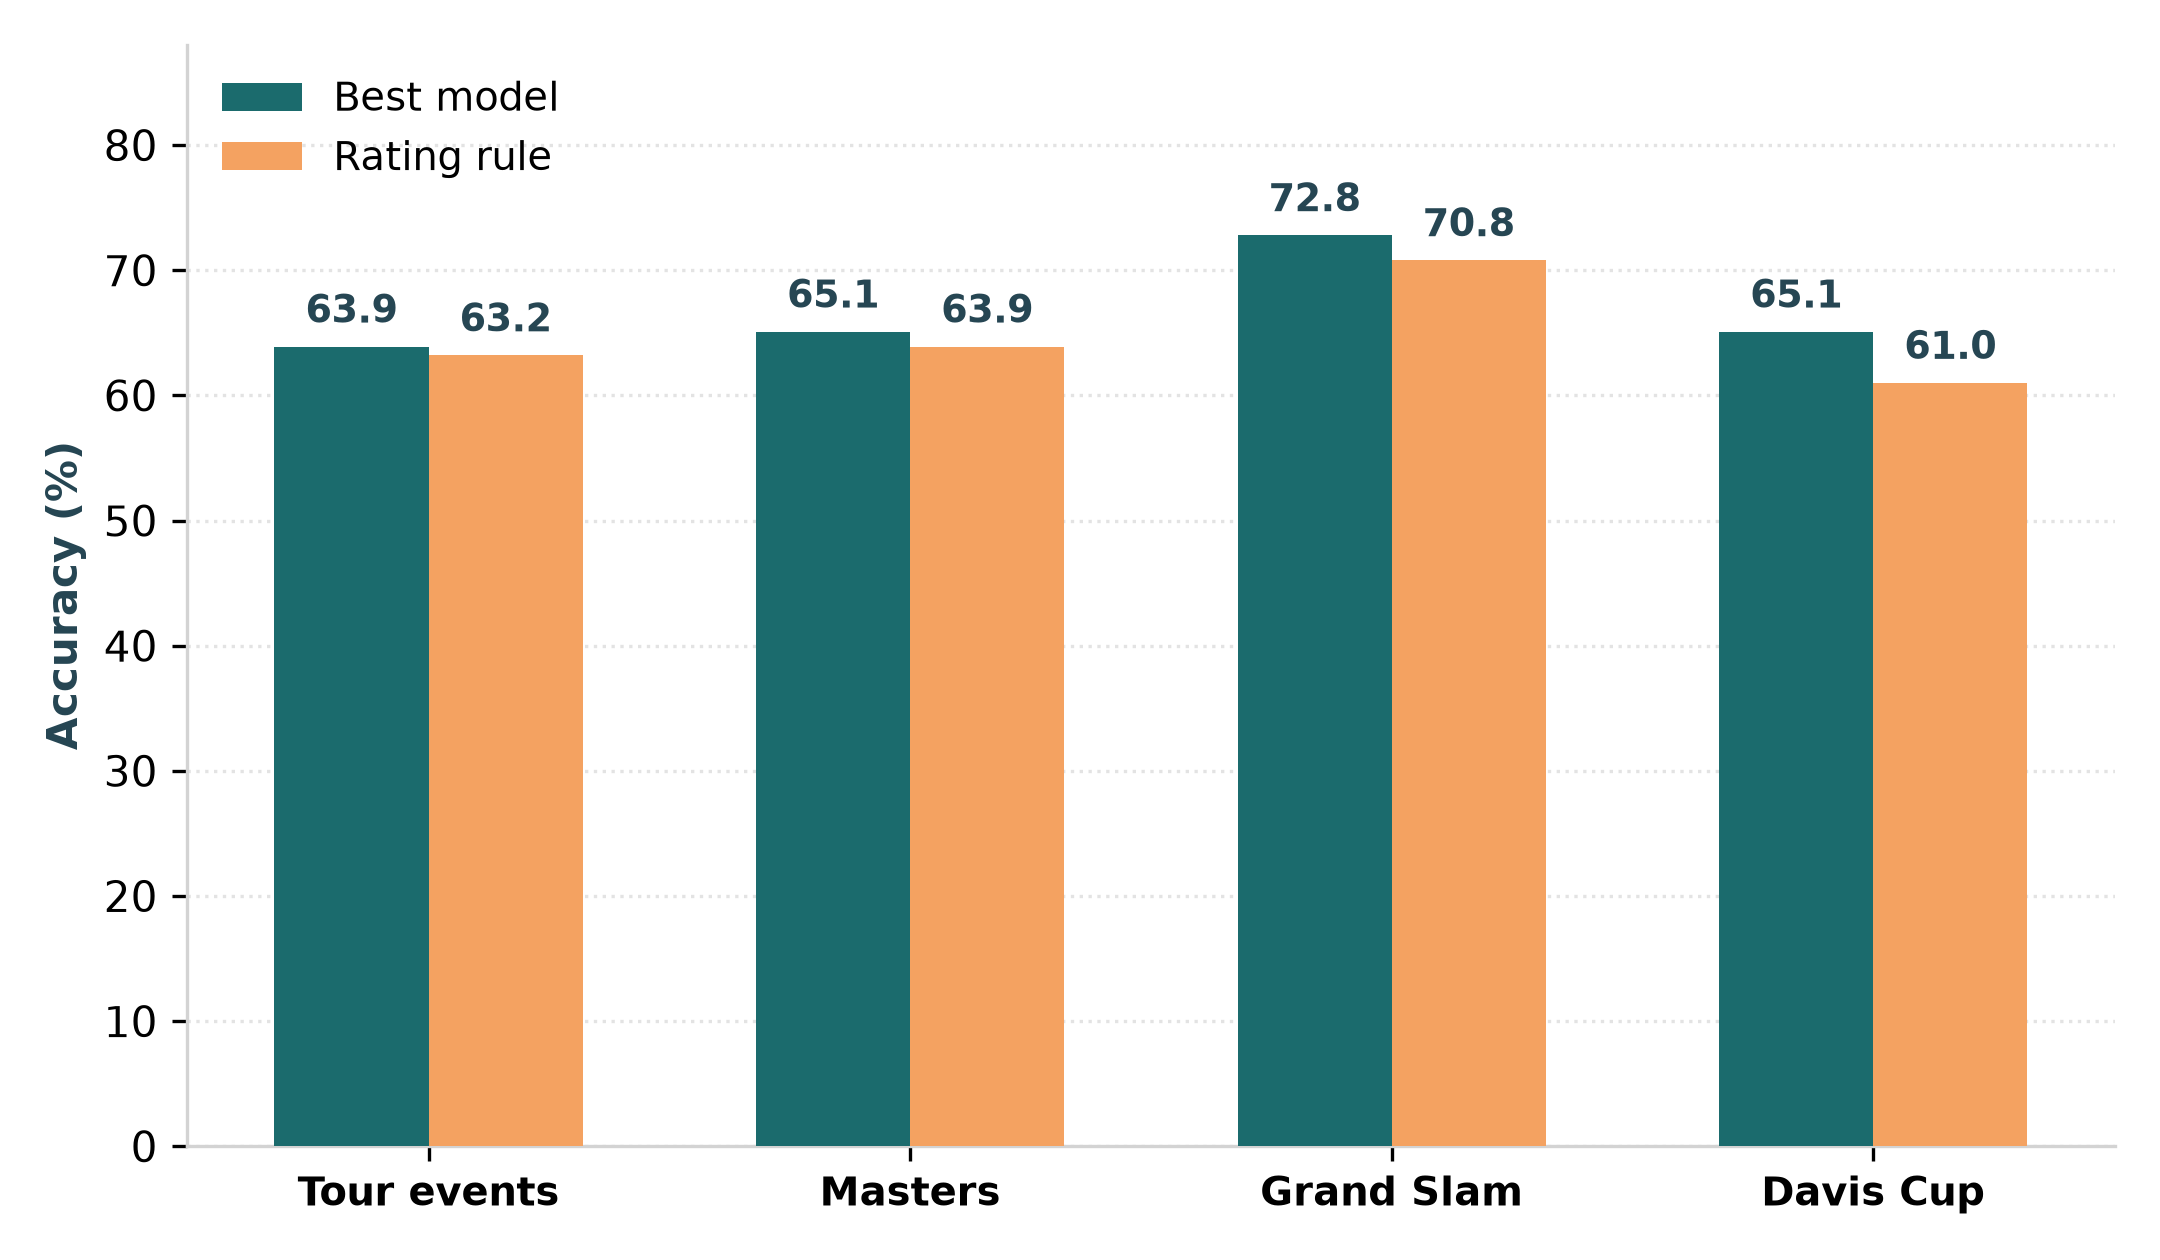 Best model
Rating rule
80
70
60
50
40
30
20
10
0
Accuracy (%)
63.9
63.2
65.1
63.9
72.8
70.8
65.1
61.0
Tour events
Masters
Grand Slam
Davis Cup